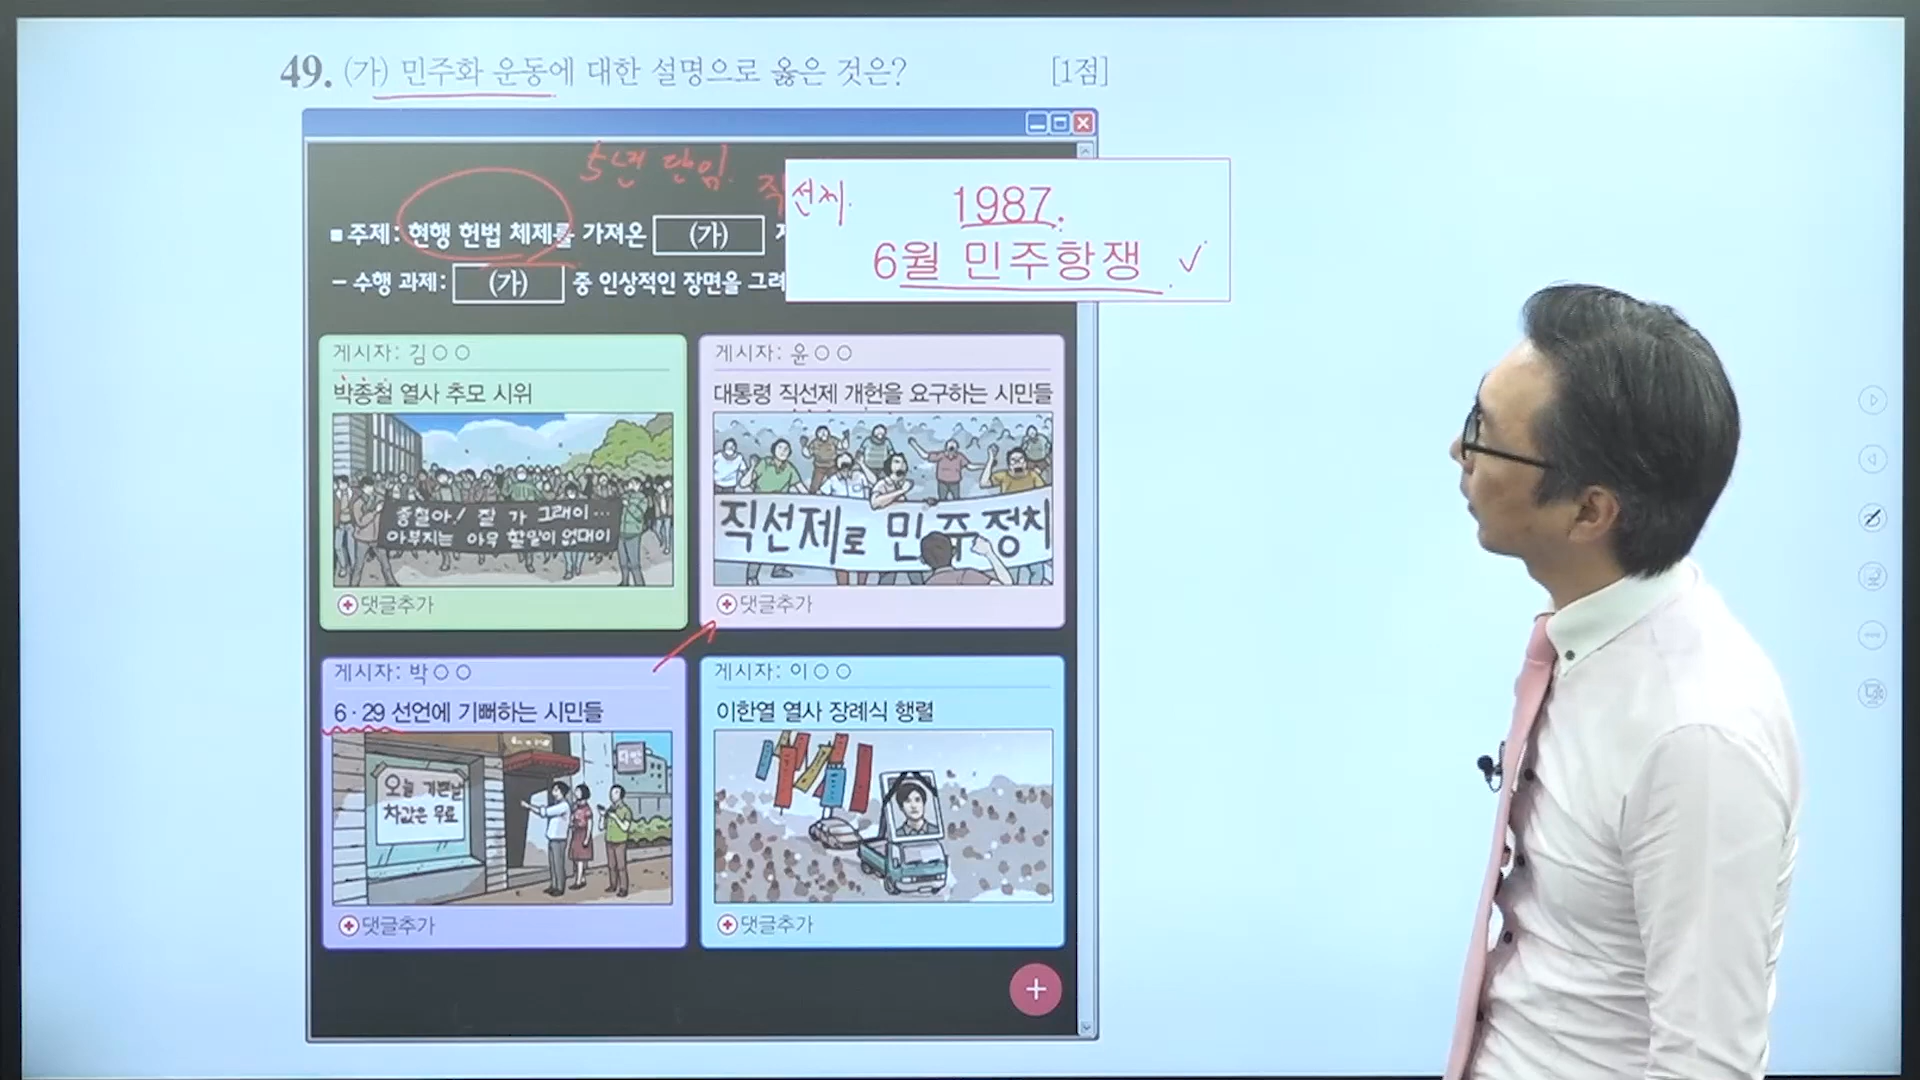 49. (가) 민주화 운동에 대한 설명으로 옳은 것은? [1점]
5년 단임. 직선제.
1987.
6월 민주항쟁 ✓
■ 주제: 현행 헌법 체제를 가져온 (가)
– 수행 과제: (가) 중 인상적인 장면을 그려
게시자: 김○○
박종철 열사 추모 시위
종철아! 잘 가 그래이…
아부지는 아무 할말이 없대이
댓글추가
게시자: 윤○○
대통령 직선제 개헌을 요구하는 시민들
직선제로 민주정치
댓글추가
게시자: 박○○
6·29 선언에 기뻐하는 시민들
다방
오늘 기쁜날
차값은 무료
댓글추가
게시자: 이○○
이한열 열사 장례식 행렬
댓글추가